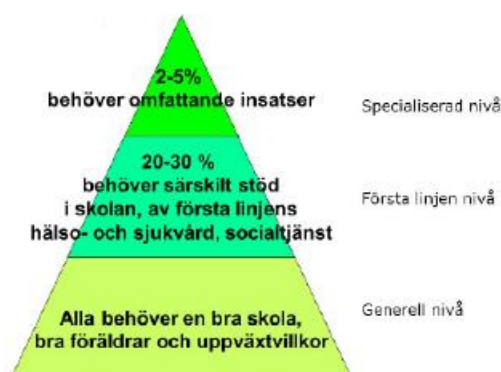 2-5%
behöver omfattande insatser
Specialiserad nivå
20-30 %
behöver särskilt stöd
i skolan, av första linjens
hälso- och sjukvård, socialtjänst
Första linjen nivå
Alla behöver en bra skola,
bra föräldrar och uppväxtvillkor
Generell nivå